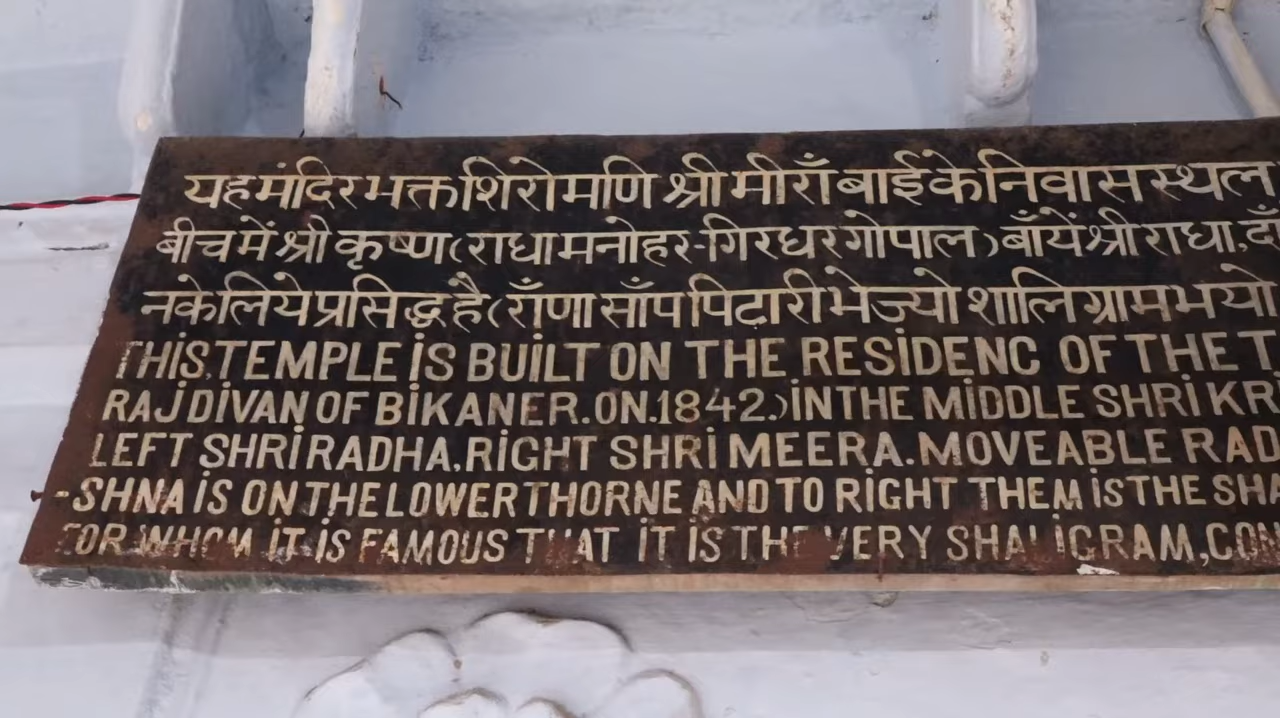 यह मंदिर भक्त शिरोमणि श्री मीराँ बाई के निवास स्थल
बीच में श्री कृष्ण (राधा मनोहर-गिरधर गोपाल) बाँयें श्री राधा,
न के लिये प्रसिद्ध है (राँणा साँप पिटारी भेज्यो शालिग्राम भयो
THIS,TEMPLE IS BUILT ON THE RESIDENC OF THE
RAJ DIVAN OF BIKANER.ON.1842.) IN THE MIDDLE SHRI
LEFT SHRI RADHA, RIGHT SHRI MEERA. MOVEABLE
-SHNA IS ON THE LOWER THORNE AND TO RIGHT THEM IS THE
FOR WHOM IT IS FAMOUS THAT IT IS THE VERY SHALIGRAM,